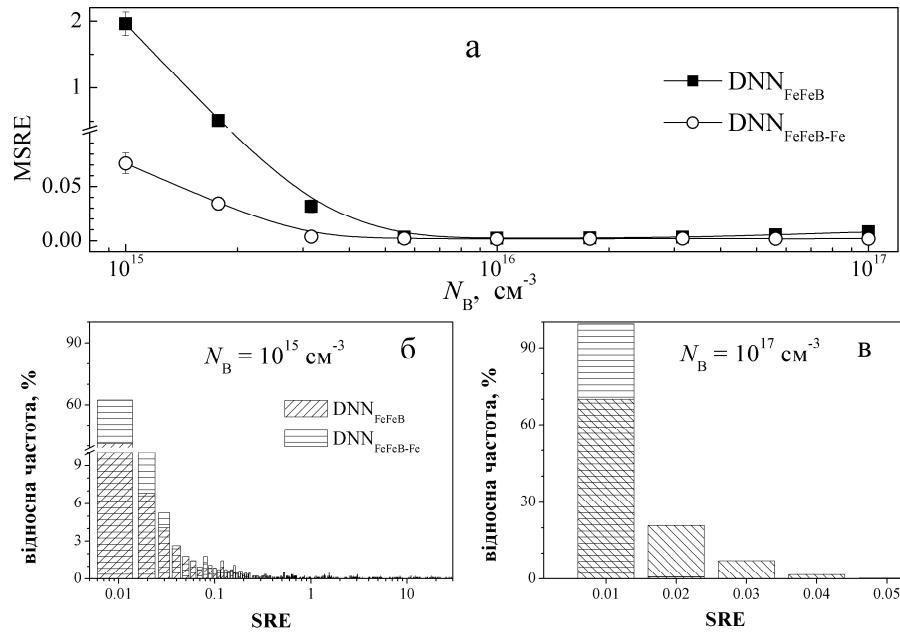 а
MSRE
2
1
0.05
0.00
DNN_FeFeB
DNN_FeFeB-Fe
10^15
10^16
10^17
N_B, см^-3
б
N_B = 10^15 см^-3
DNN_FeFeB
DNN_FeFeB-Fe
відносна частота, %
90
60
9
6
3
0
0.01
0.1
1
10
SRE
в
N_B = 10^17 см^-3
відносна частота, %
90
60
30
0
0.01
0.02
0.03
0.04
0.05
SRE